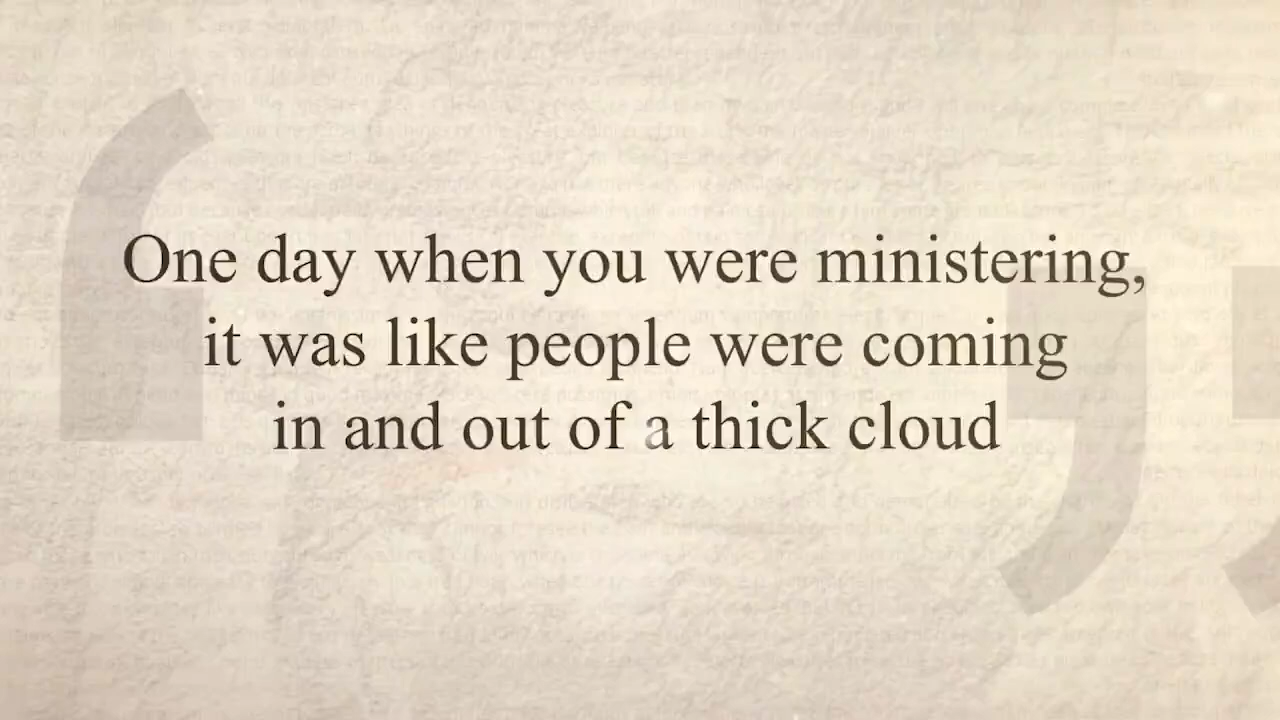 One day when you were ministering,
it was like people were coming
in and out of a thick cloud